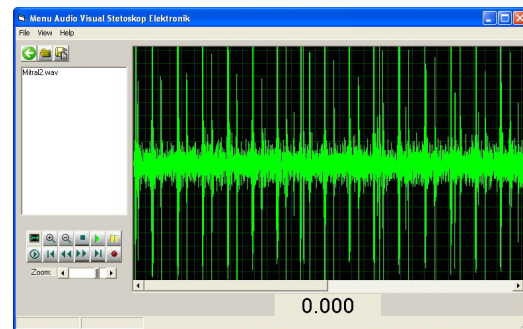 Menu Audio Visual Stetoskop Elektronik
File View Help
Mitral2.wav
Zoom:
0.000